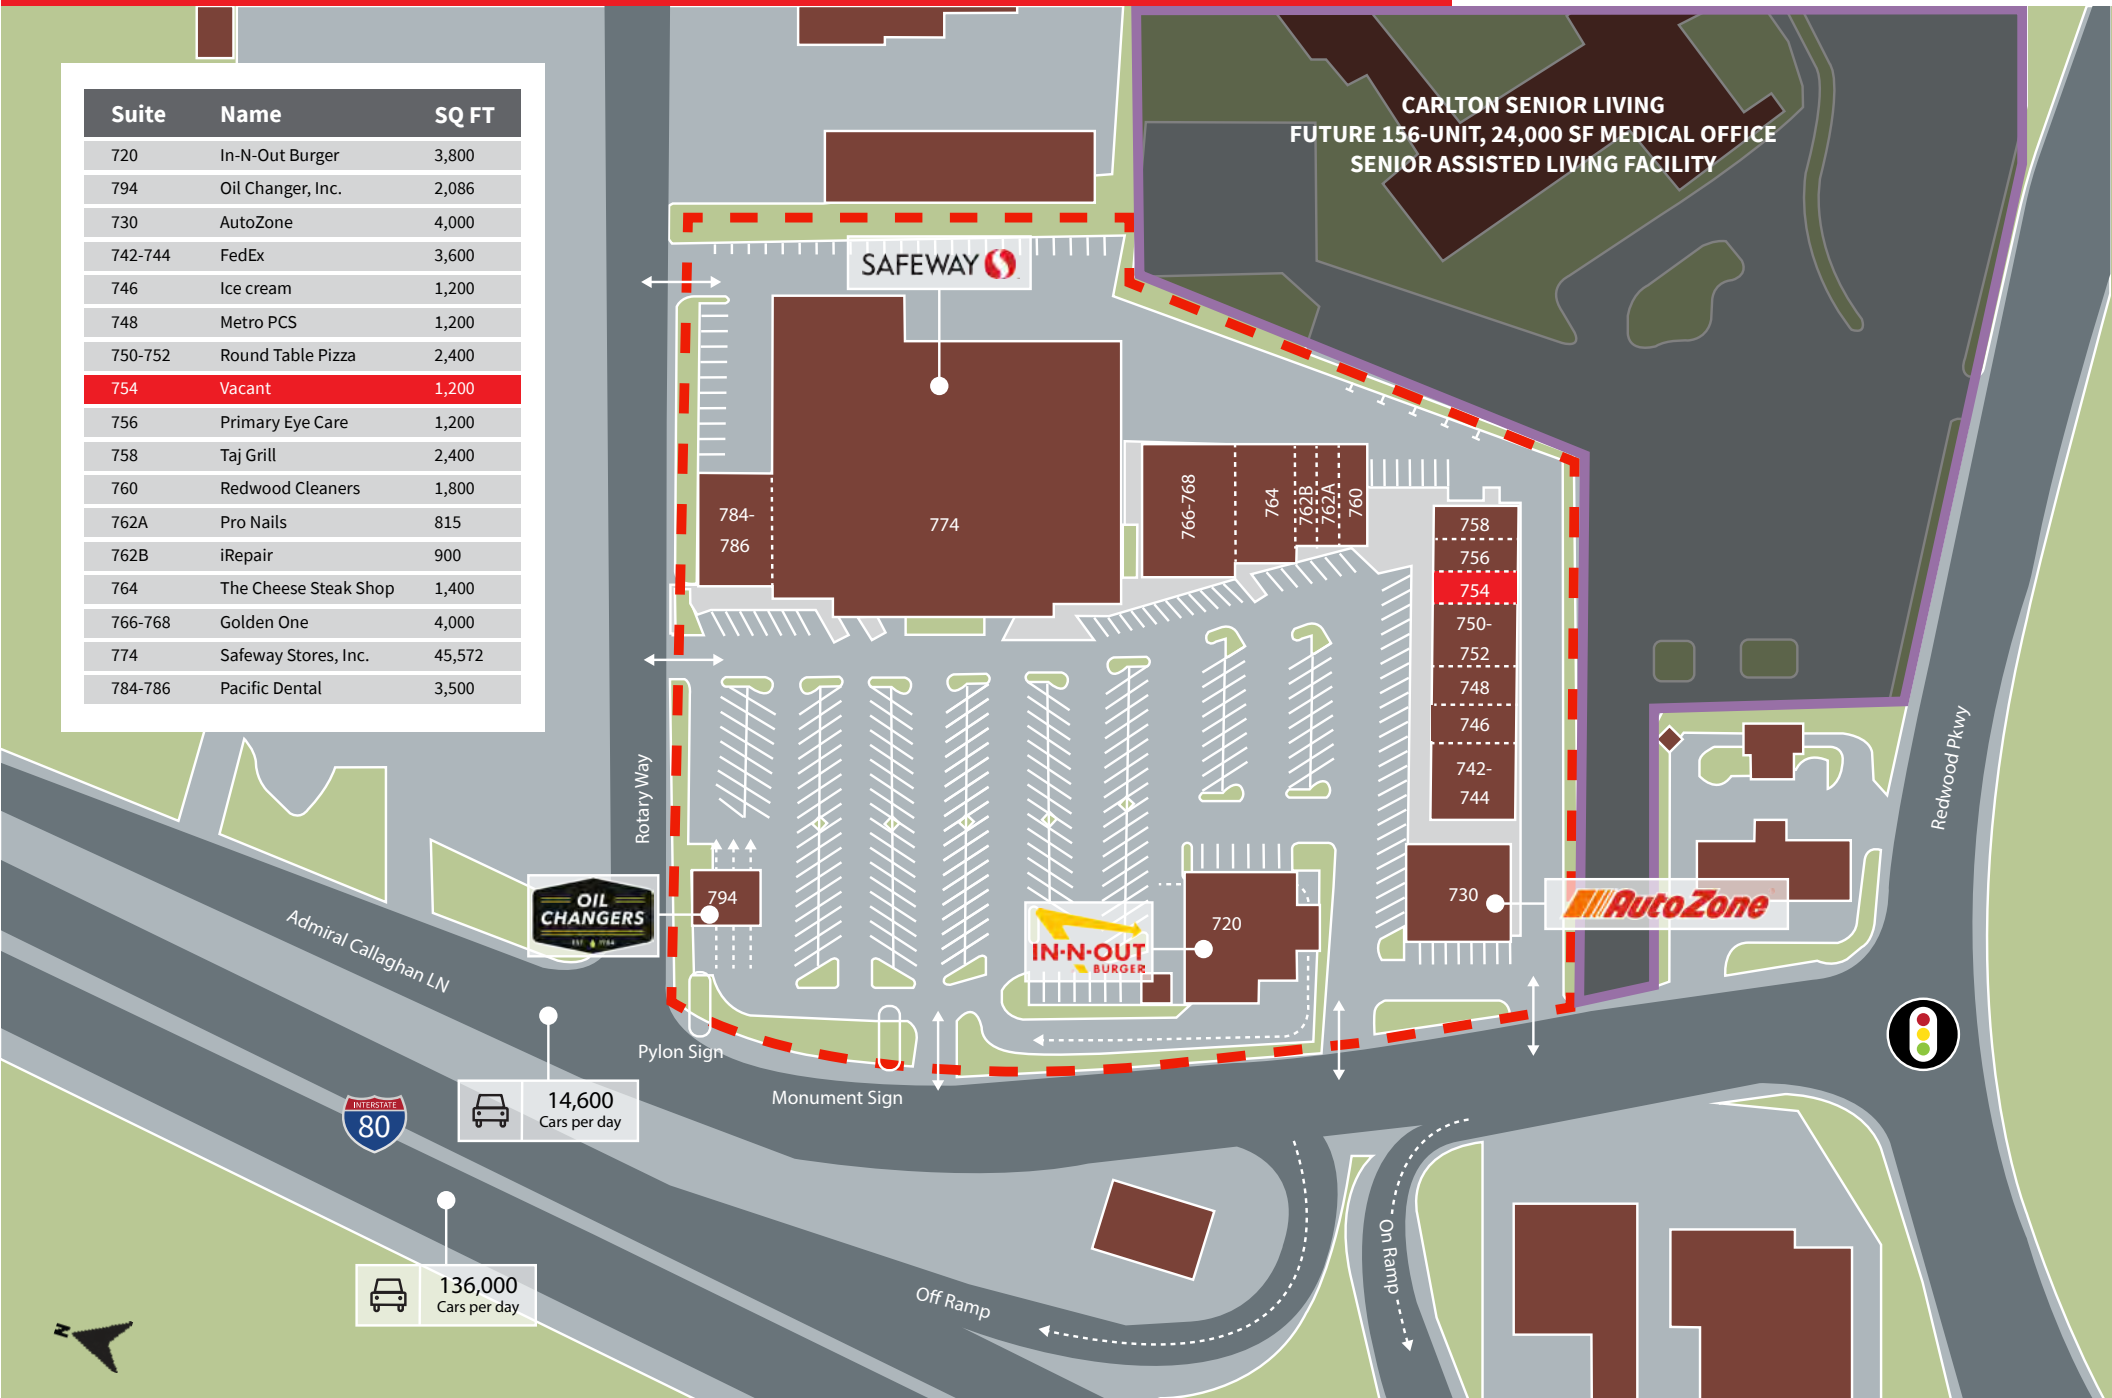 Suite Name SQ FT
720 In-N-Out Burger 3,800
794 Oil Changer, Inc. 2,086
730 AutoZone 4,000
742-744 FedEx 3,600
746 Ice cream 1,200
748 Metro PCS 1,200
750-752 Round Table Pizza 2,400
754 Vacant 1,200
756 Primary Eye Care 1,200
758 Taj Grill 2,400
760 Redwood Cleaners 1,800
762A Pro Nails 815
762B iRepair 900
764 The Cheese Steak Shop 1,400
766-768 Golden One 4,000
774 Safeway Stores, Inc. 45,572
784-786 Pacific Dental 3,500
CARLTON SENIOR LIVING
FUTURE 156-UNIT, 24,000 SF MEDICAL OFFICE
SENIOR ASSISTED LIVING FACILITY
SAFEWAY
784-
786
774
766-768
764
762B
762A
760
758
756
754
750-
752
748
746
742-
744
730
AutoZone
720
IN-N-OUT
BURGER
794
OIL
CHANGERS
EST 1984
Rotary Way
Redwood Pkwy
Admiral Callaghan LN
Pylon Sign
Monument Sign
14,600
Cars per day
INTERSTATE
80
136,000
Cars per day
Off Ramp
On Ramp
N